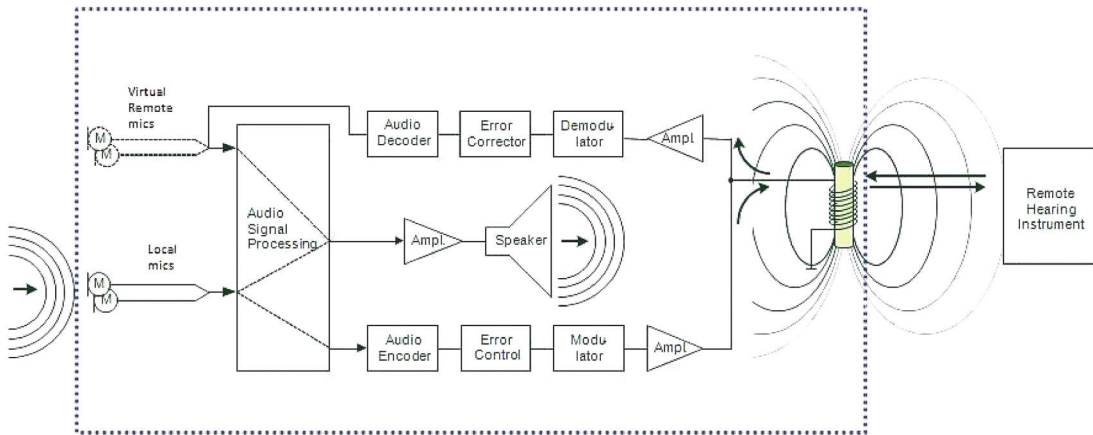 Virtual
Remote
mics
M
M
Audio
Decoder
Error
Corrector
Demodu-
lator
Ampl.
Audio
Signal
Processing
Ampl.
Speaker
Remote
Hearing
Instrument
Local
mics
M
M
Audio
Encoder
Error
Control
Modu-
lator
Ampl.